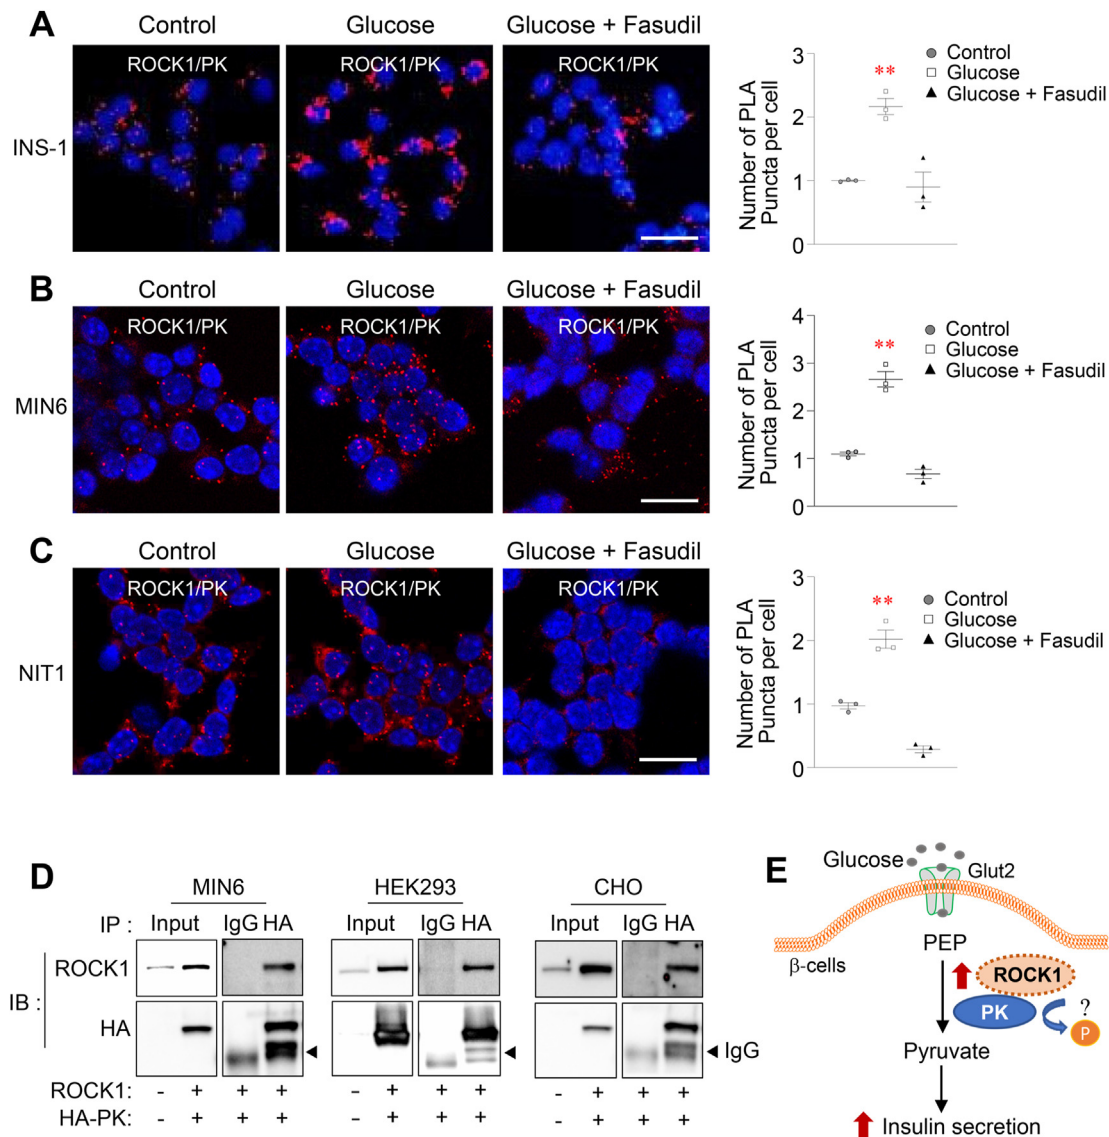 A
Control
Glucose
Glucose + Fasudil
INS-1
ROCK1/PK
ROCK1/PK
ROCK1/PK
Number of PLA
Puncta per cell
3
2
1
0
**
Control
Glucose
Glucose + Fasudil
B
Control
Glucose
Glucose + Fasudil
MIN6
ROCK1/PK
ROCK1/PK
ROCK1/PK
Number of PLA
Puncta per cell
4
3
2
1
0
**
Control
Glucose
Glucose + Fasudil
C
Control
Glucose
Glucose + Fasudil
NIT1
ROCK1/PK
ROCK1/PK
ROCK1/PK
Number of PLA
Puncta per cell
3
2
1
0
**
Control
Glucose
Glucose + Fasudil
D
MIN6 HEK293 CHO
IP : Input IgG HA Input IgG HA Input IgG HA
IB :
ROCK1
HA
IgG
ROCK1: - + + + - + + + - + + +
HA-PK: - + + + - + + + - + + +
E
Glucose
Glut2
β-cells
PEP
ROCK1
PK
?
P
Pyruvate
Insulin secretion